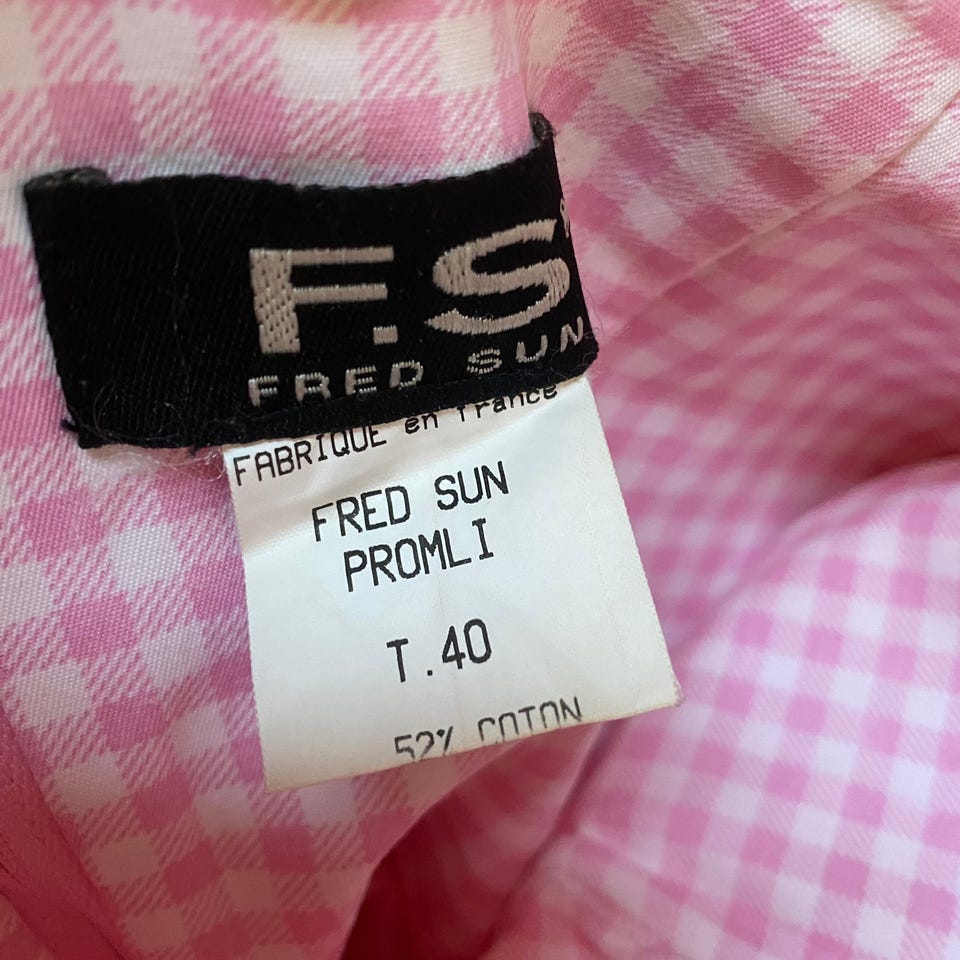 F.S
FRED SUN
FABRIQUE en france
FRED SUN
PROMLI
T.40
52% COTON